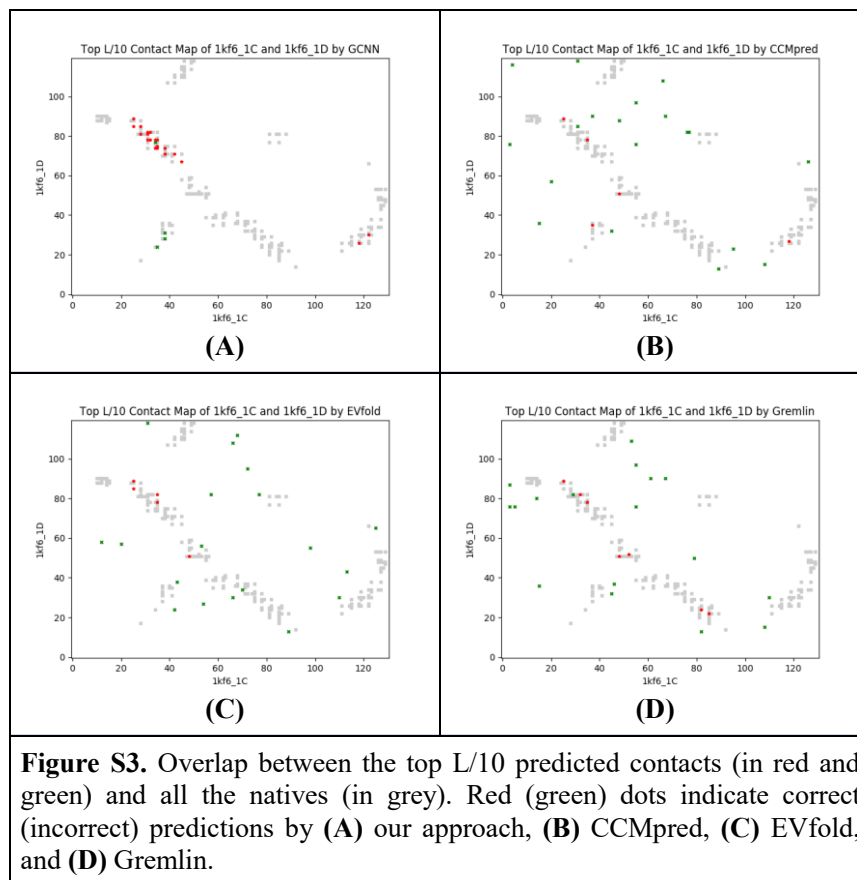 Top L/10 Contact Map of 1kf6_1C and 1kf6_1D by GCNN
100
80
60
40
20
0
1kf6_1D
0 20 40 60 80 100 120
1kf6_1C
(A)
Top L/10 Contact Map of 1kf6_1C and 1kf6_1D by CCMpred
100
80
60
40
20
0
1kf6_1D
0 20 40 60 80 100 120
1kf6_1C
(B)
Top L/10 Contact Map of 1kf6_1C and 1kf6_1D by EVfold
100
80
60
40
20
0
1kf6_1D
0 20 40 60 80 100 120
1kf6_1C
(C)
Top L/10 Contact Map of 1kf6_1C and 1kf6_1D by Gremlin
100
80
60
40
20
0
1kf6_1D
0 20 40 60 80 100 120
1kf6_1C
(D)
Figure S3. Overlap between the top L/10 predicted contacts (in red and
green) and all the natives (in grey). Red (green) dots indicate correct
(incorrect) predictions by (A) our approach, (B) CCMpred, (C) EVfold,
and (D) Gremlin.